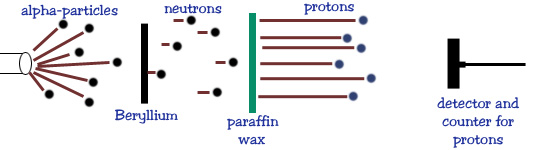 alpha-particles
neutrons
protons
Beryllium
paraffin
wax
detector and
counter for
protons